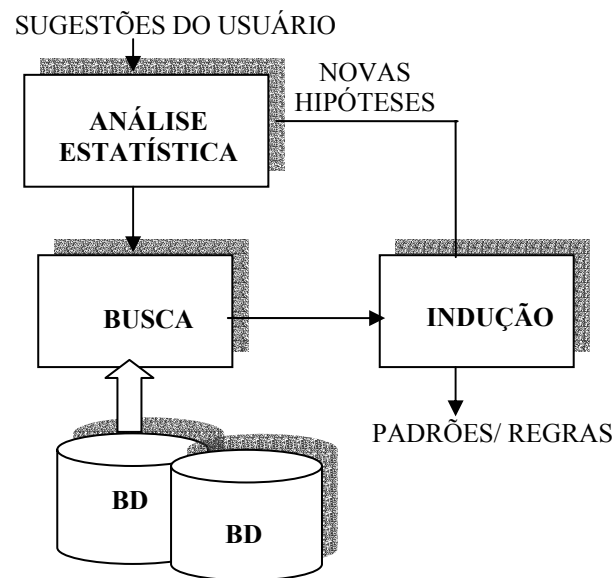 SUGESTÕES DO USUÁRIO
NOVAS
HIPÓTESES
ANÁLISE
ESTATÍSTICA
BUSCA
INDUÇÃO
PADRÕES/ REGRAS
BD
BD